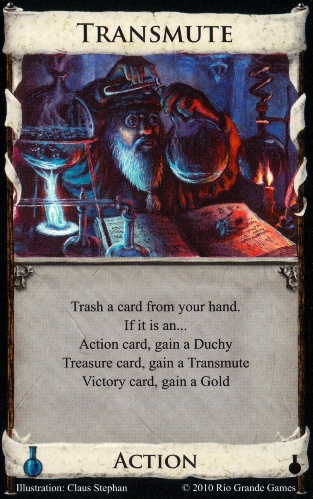 Transmute
Trash a card from your hand.
If it is an...
Action card, gain a Duchy
Treasure card, gain a Transmute
Victory card, gain a Gold
Action
Illustration: Claus Stephan © 2010 Rio Grande Games